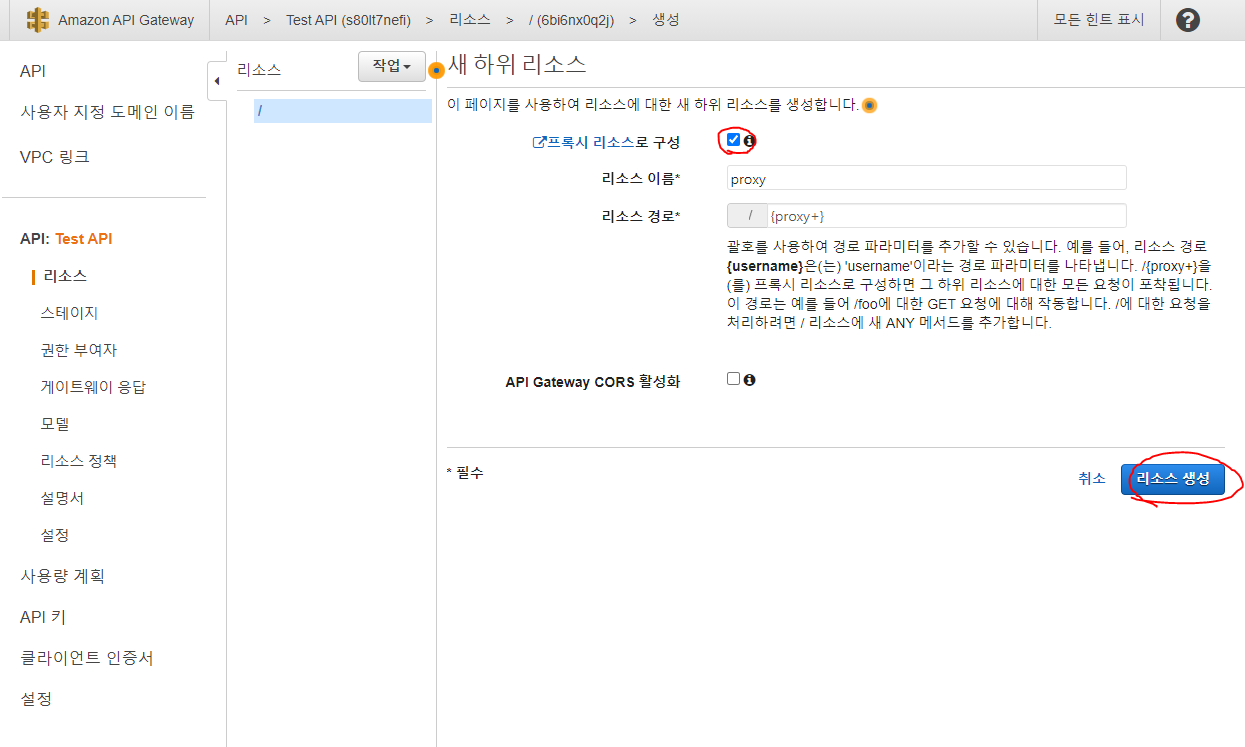 Amazon API Gateway
API > Test API (s80lt7nefi) > 리소스 > / (6bi6nx0q2j) > 생성
모든 힌트 표시
API
사용자 지정 도메인 이름
VPC 링크
API: Test API
리소스
스테이지
권한 부여자
게이트웨이 응답
모델
리소스 정책
설명서
설정
사용량 계획
API 키
클라이언트 인증서
설정
리소스
작업
/
새 하위 리소스
이 페이지를 사용하여 리소스에 대한 새 하위 리소스를 생성합니다.
프록시 리소스로 구성
리소스 이름*
proxy
리소스 경로*
/ {proxy+}
괄호를 사용하여 경로 파라미터를 추가할 수 있습니다. 예를 들어, 리소스 경로
{username}은(는) 'username'이라는 경로 파라미터를 나타냅니다. /{proxy+}을
(를) 프록시 리소스로 구성하면 그 하위 리소스에 대한 모든 요청이 포착됩니다.
이 경로는 예를 들어 /foo에 대한 GET 요청에 대해 작동합니다. /에 대한 요청을
처리하려면 / 리소스에 새 ANY 메서드를 추가합니다.
API Gateway CORS 활성화
* 필수
취소
리소스 생성